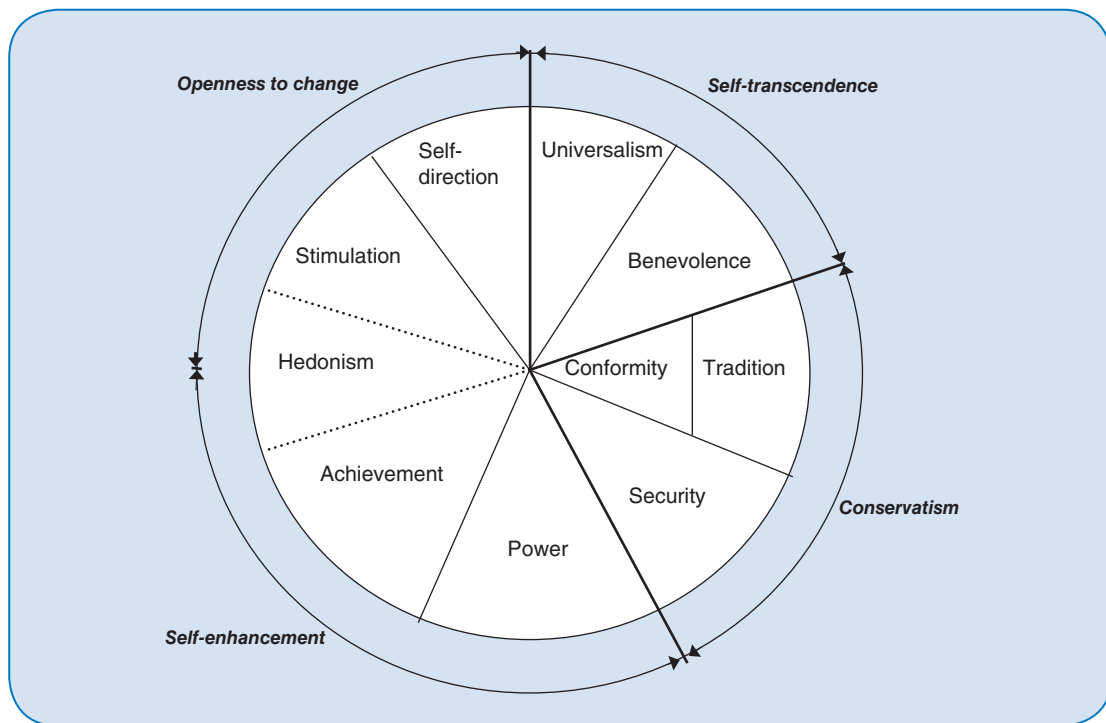 Openness to change
Self-transcendence
Self-
direction
Universalism
Stimulation
Benevolence
Hedonism
Conformity
Tradition
Achievement
Security
Conservatism
Power
Self-enhancement